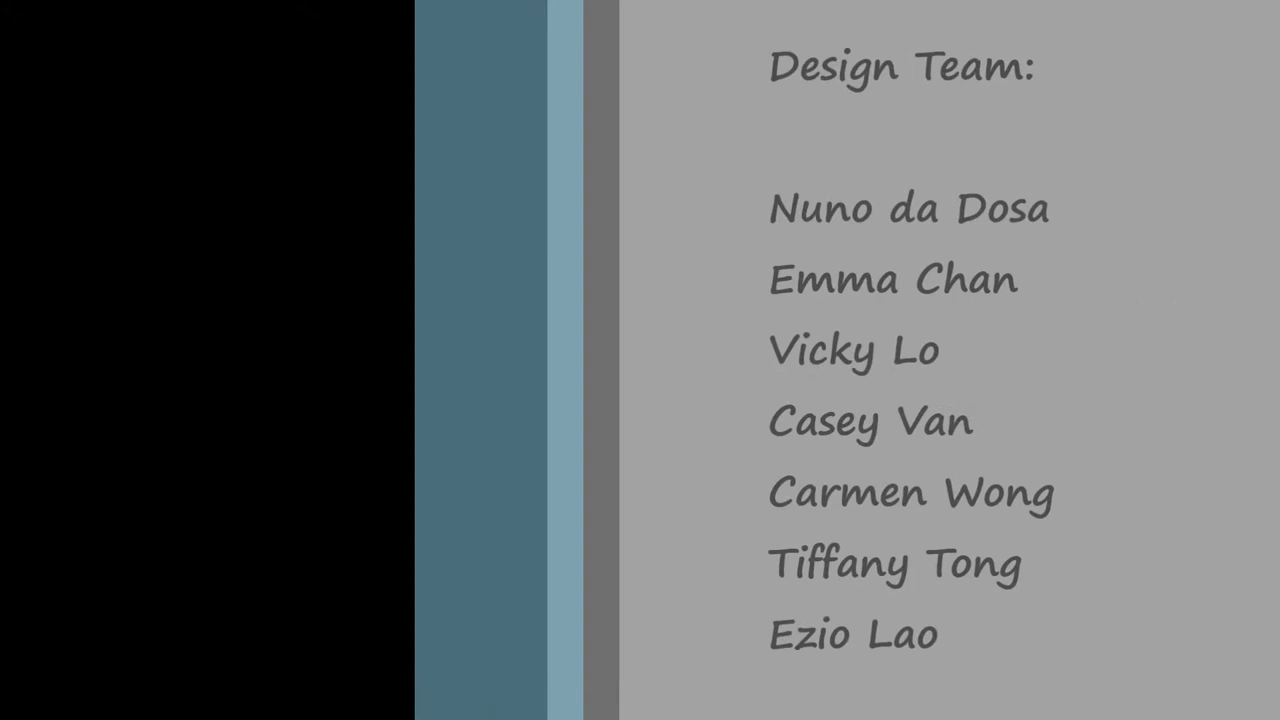 Design Team:
Nuno da Dosa
Emma Chan
Vicky Lo
Casey Van
Carmen Wong
Tiffany Tong
Ezio Lao